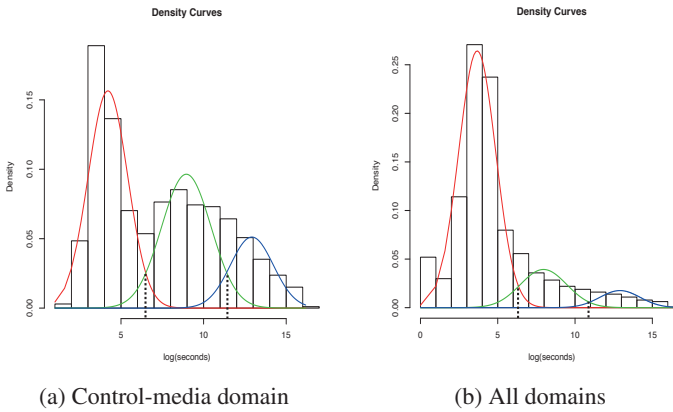 Density Curves
Density
0.00
0.05
0.10
0.15
5
10
15
log(seconds)
(a) Control-media domain
Density Curves
Density
0.00
0.05
0.10
0.15
0.20
0.25
0
5
10
15
log(seconds)
(b) All domains